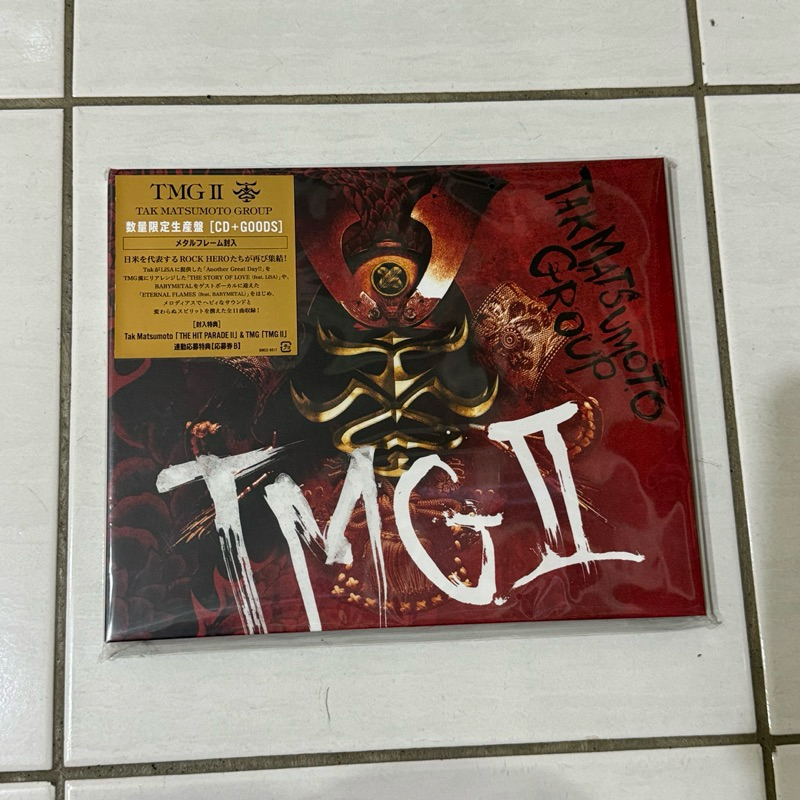 TMG II
TAK MATSUMOTO GROUP
数量限定生産盤 [CD+GOODS]
メタルフレーム封入
日米を代表する ROCK HEROたちが再び集結!
TakがLiSAに提供した「Another Great Day!!」を
TMG流にリアレンジした「THE STORY OF LOVE (feat. LiSA)」や、
BABYMETALをゲストボーカルに迎えた
「ETERNAL FLAMES (feat. BABYMETAL)」をはじめ、
メロディアスでヘビィなサウンドと
変わらぬスピリットを携えた全11曲収録!
[封入特典]
Tak Matsumoto「THE HIT PARADE II」& TMG「TMG II」
連動応募特典[応募券B]
TAK MATSUMOTO
GROUP
TMG II